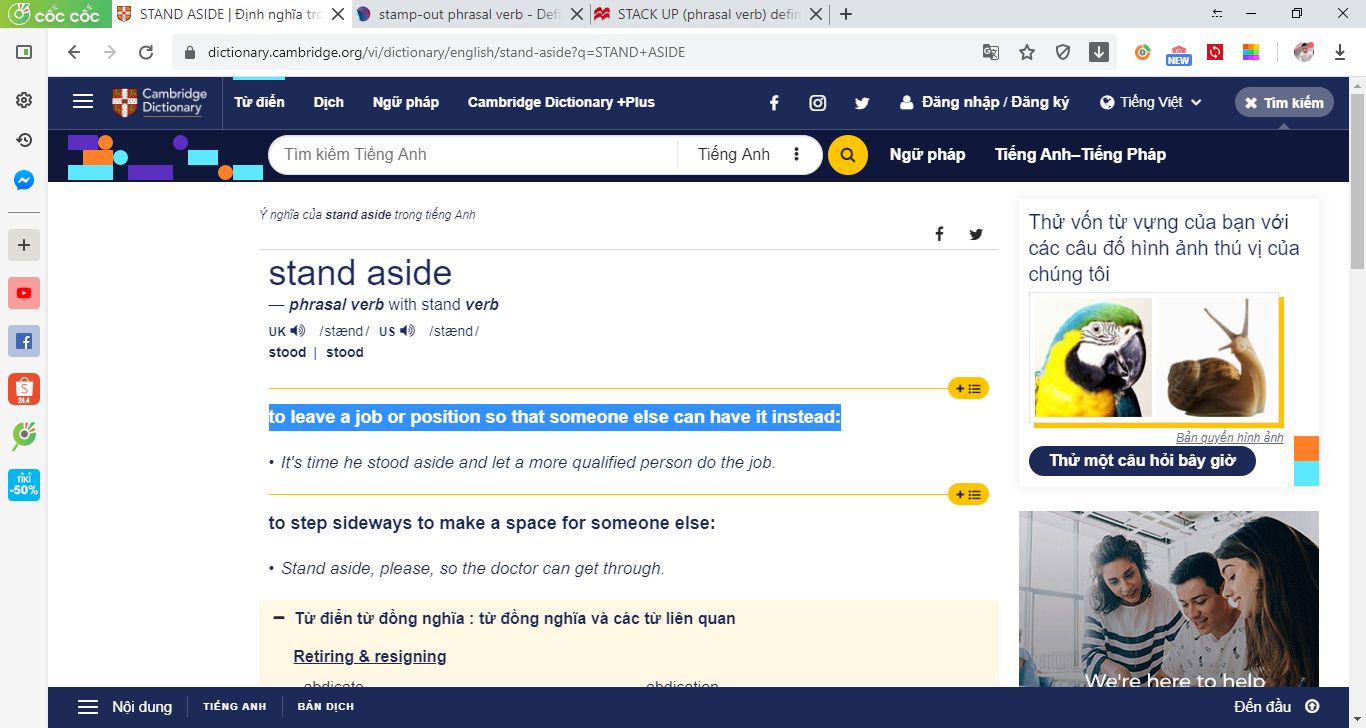 cốc cốc
STAND ASIDE | Định nghĩa tro
stamp-out phrasal verb - Defi
STACK UP (phrasal verb) defin
dictionary.cambridge.org/vi/dictionary/english/stand-aside?q=STAND+ASIDE
NEW
Cambridge
Dictionary
Từ điển
Dịch
Ngữ pháp
Cambridge Dictionary +Plus
Đăng nhập / Đăng ký
Tiếng Việt
Tìm kiếm
Tìm kiếm Tiếng Anh
Tiếng Anh
Ngữ pháp
Tiếng Anh–Tiếng Pháp
Ý nghĩa của stand aside trong tiếng Anh
stand aside
— phrasal verb with stand verb
UK /stænd/ US /stænd/
stood | stood
to leave a job or position so that someone else can have it instead:
• It's time he stood aside and let a more qualified person do the job.
to step sideways to make a space for someone else:
• Stand aside, please, so the doctor can get through.
Từ điển từ đồng nghĩa : từ đồng nghĩa và các từ liên quan
Retiring & resigning
abdicate
abdication
Thử vốn từ vựng của bạn với
các câu đố hình ảnh thú vị của
chúng tôi
Bản quyền hình ảnh
Thử một câu hỏi bây giờ
We're here to help
S
24.4
TIKI
-50%
Nội dung
TIẾNG ANH
BẢN DỊCH
Đến đầu